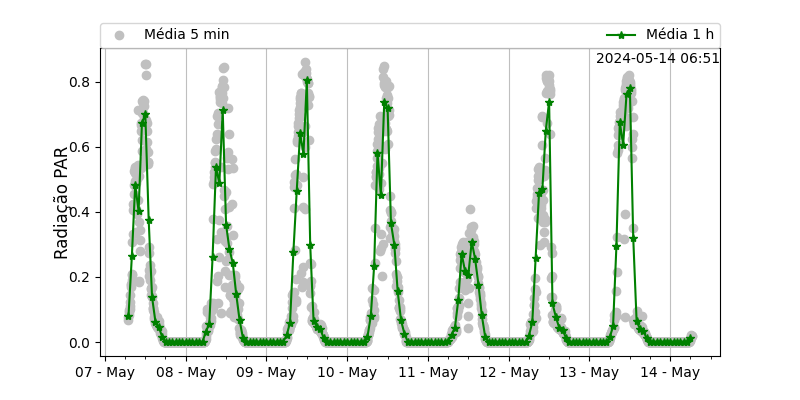 Média 5 min
Média 1 h
2024-05-14 06:51
Radiação PAR
0.8
0.6
0.4
0.2
0.0
07 - May
08 - May
09 - May
10 - May
11 - May
12 - May
13 - May
14 - May